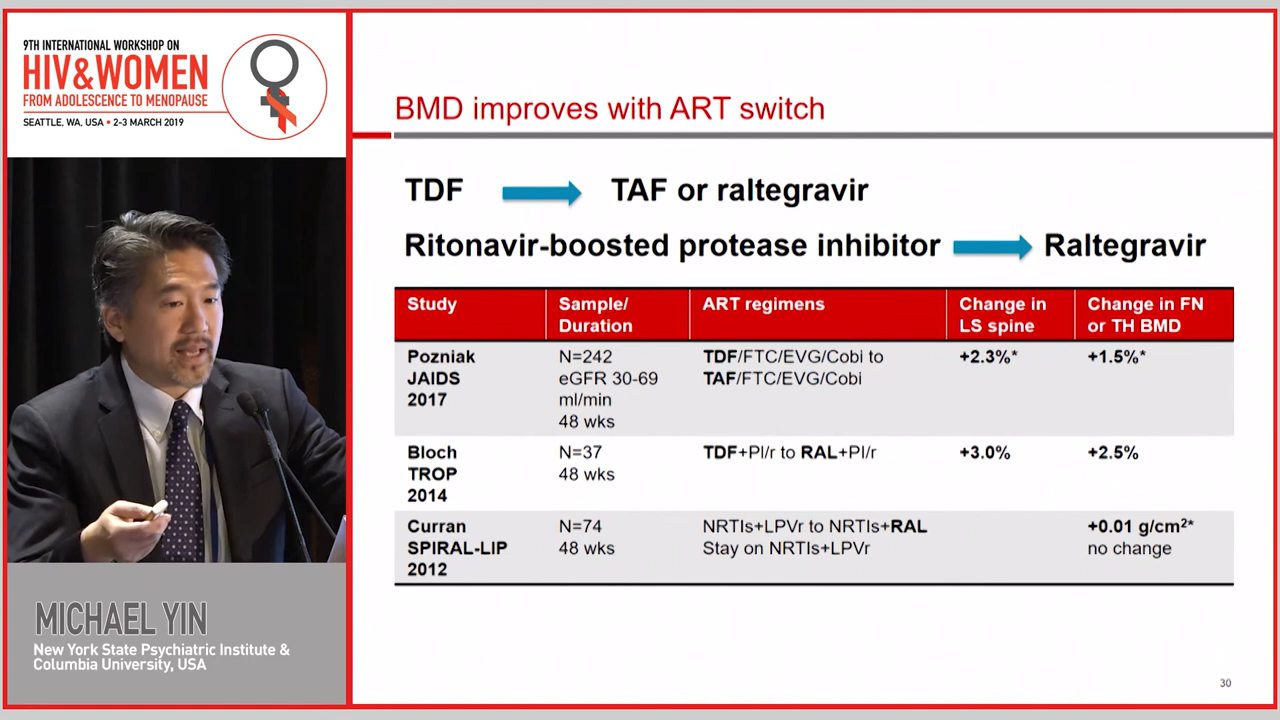 9TH INTERNATIONAL WORKSHOP ON
HIV&WOMEN
FROM ADOLESCENCE TO MENOPAUSE
SEATTLE, WA, USA • 2-3 MARCH 2019
MICHAEL YIN
New York State Psychiatric Institute &
Columbia University, USA
BMD improves with ART switch
TDF TAF or raltegravir
Ritonavir-boosted protease inhibitor Raltegravir
Study Sample/ Duration ART regimens Change in LS spine Change in FN or TH BMD
Pozniak N=242 TDF/FTC/EVG/Cobi to +2.3%* +1.5%*
JAIDS eGFR 30-69 TAF/FTC/EVG/Cobi
2017 ml/min
48 wks
Bloch N=37 TDF+PI/r to RAL+PI/r +3.0% +2.5%
TROP 48 wks
2014
Curran N=74 NRTIs+LPVr to NRTIs+RAL +0.01 g/cm²*
SPIRAL-LIP 48 wks Stay on NRTIs+LPVr no change
2012
30